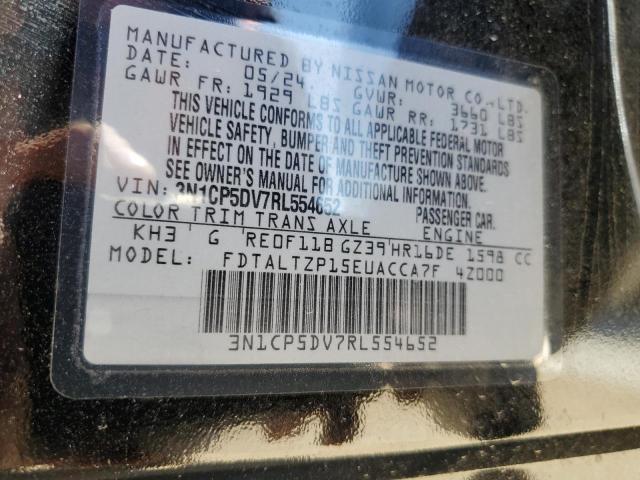 MANUFACTURED BY NISSAN MOTOR CO.,LTD.
DATE: 05/24 GVWR: 3660 LBS
GAWR FR: 1929 LBS GAWR RR: 1731 LBS
THIS VEHICLE CONFORMS TO ALL APPLICABLE FEDERAL MOTOR
VEHICLE SAFETY, BUMPER AND THEFT PREVENTION STANDARDS
IN EFFECT ON THE DATE OF MANUFACTURE SHOWN ABOVE.
SEE OWNER'S MANUAL FOR ADDITIONAL INFORMATION.
VIN: 3N1CP5DV7RL554652 PASSENGER CAR.
COLOR TRIM TRANS AXLE ENGINE
KH3 G RE0F11B GZ39 HR16DE 1598 CC
MODEL: FDTALTZP15EUACCA7F 4Z000
3N1CP5DV7RL554652